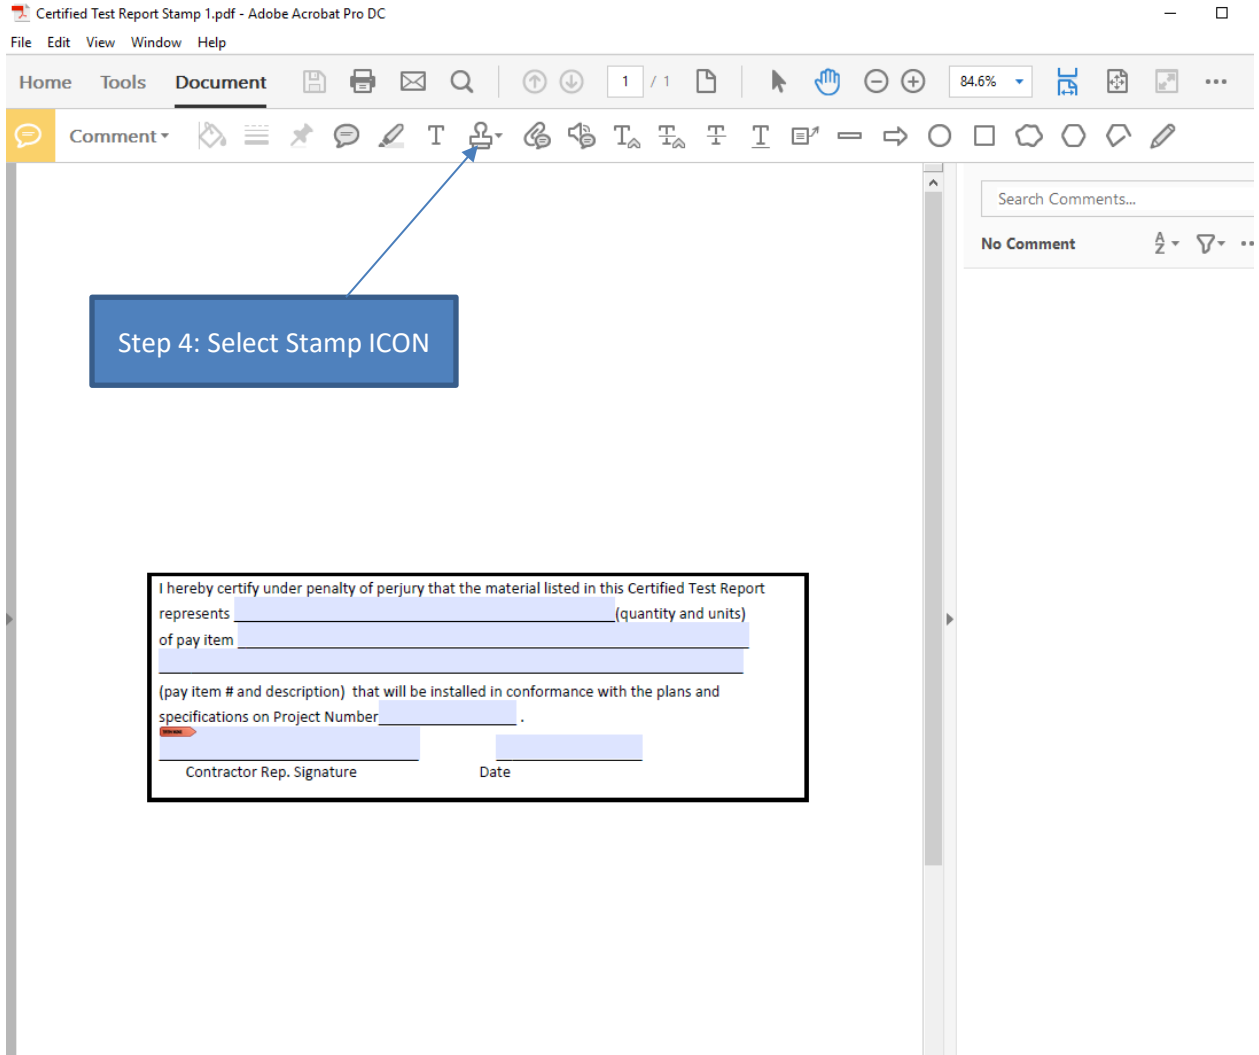 Certified Test Report Stamp 1.pdf - Adobe Acrobat Pro DC
File Edit View Window Help
Home Tools Document 1 / 1 84.6%
Comment
Search Comments...
No Comment
Step 4: Select Stamp ICON
I hereby certify under penalty of perjury that the material listed in this Certified Test Report
represents (quantity and units)
of pay item
(pay item # and description) that will be installed in conformance with the plans and
specifications on Project Number .
Contractor Rep. Signature Date